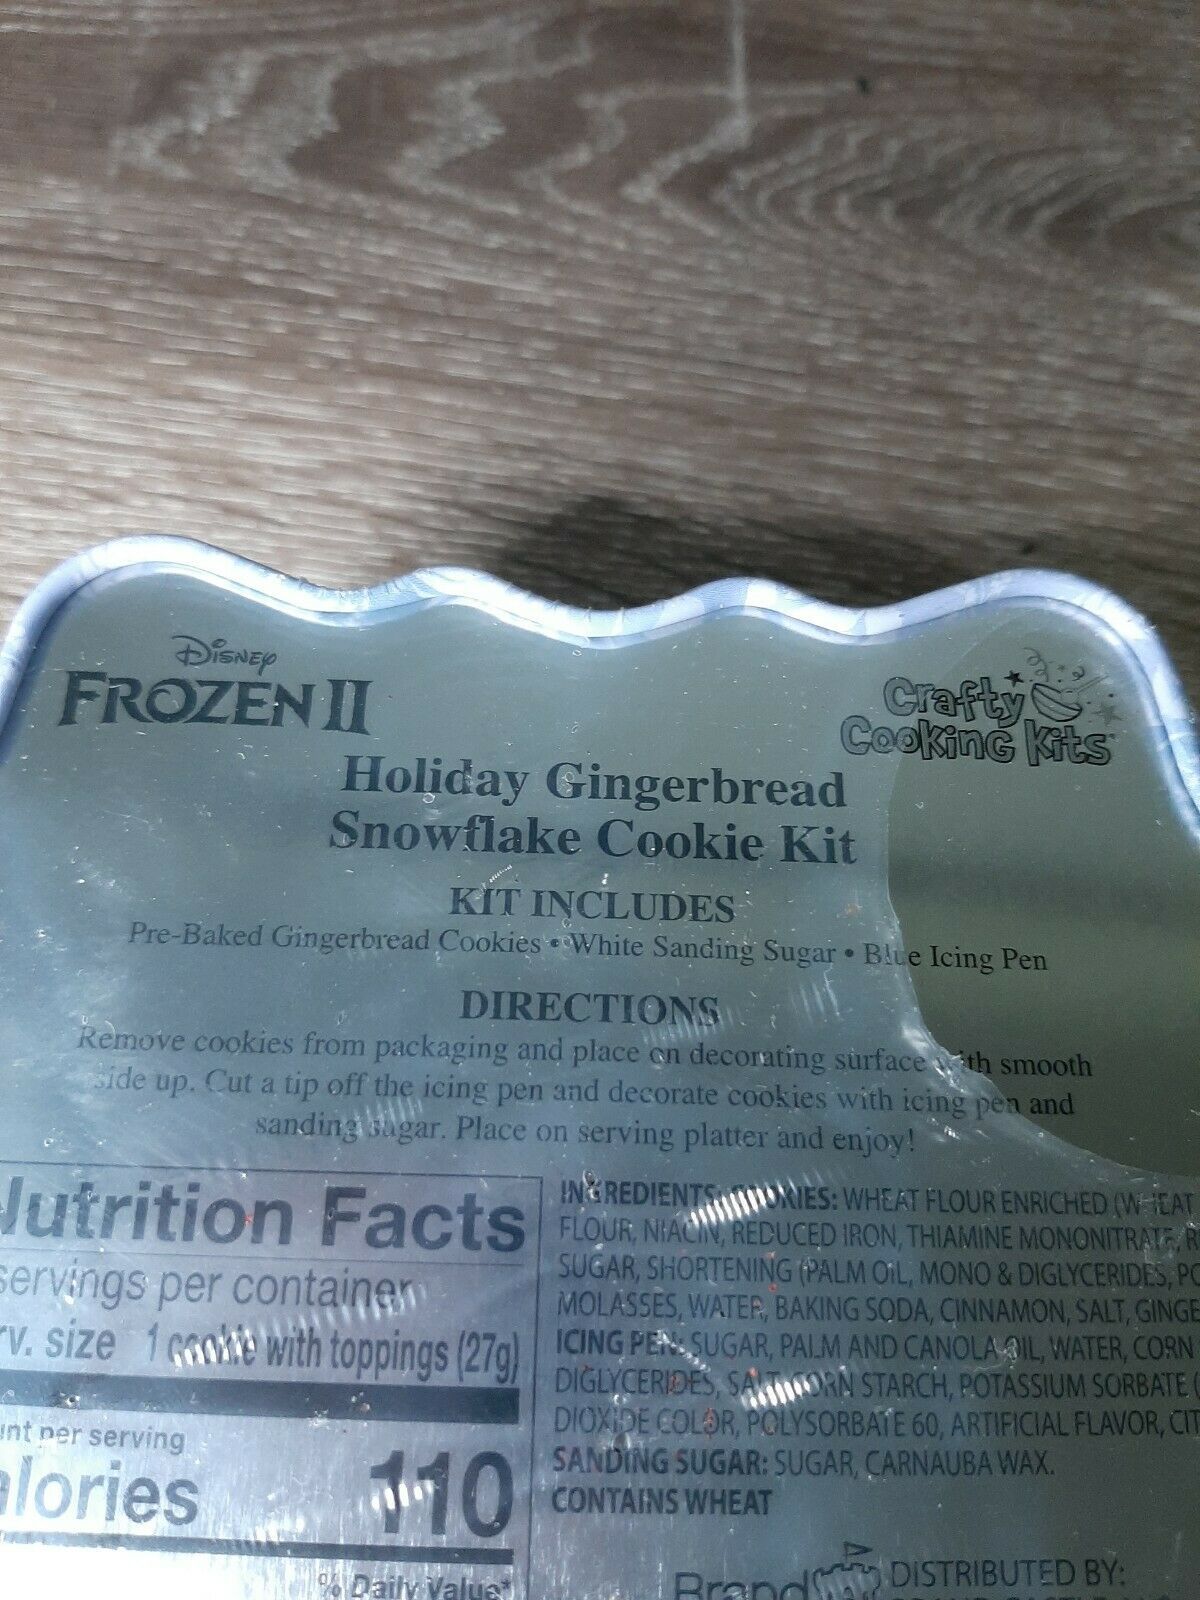 Disney
FROZEN II
Crafty
Cooking Kits
Holiday Gingerbread
Snowflake Cookie Kit
KIT INCLUDES
Pre-Baked Gingerbread Cookies • White Sanding Sugar • Blue Icing Pen
DIRECTIONS
Remove cookies from packaging and place on decorating surface with smooth
side up. Cut a tip off the icing pen and decorate cookies with icing pen and
sanding sugar. Place on serving platter and enjoy!
Nutrition Facts
servings per container
size 1 cookie with toppings (27g)
per serving
Calories 110
% Daily Value*
INGREDIENTS: COOKIES: WHEAT FLOUR ENRICHED (WHEAT
FLOUR, NIACIN, REDUCED IRON, THIAMINE MONONITRATE,
SUGAR, SHORTENING (PALM OIL, MONO & DIGLYCERIDES,
MOLASSES, WATER, BAKING SODA, CINNAMON, SALT,
ICING PEN: SUGAR, PALM AND CANOLA OIL, WATER, CORN
DIGLYCERIDES, SALT, CORN STARCH, POTASSIUM SORBATE
DIOXIDE COLOR, POLYSORBATE 60, ARTIFICIAL FLAVOR,
SANDING SUGAR: SUGAR, CARNAUBA WAX.
CONTAINS WHEAT
Brand
DISTRIBUTED BY: